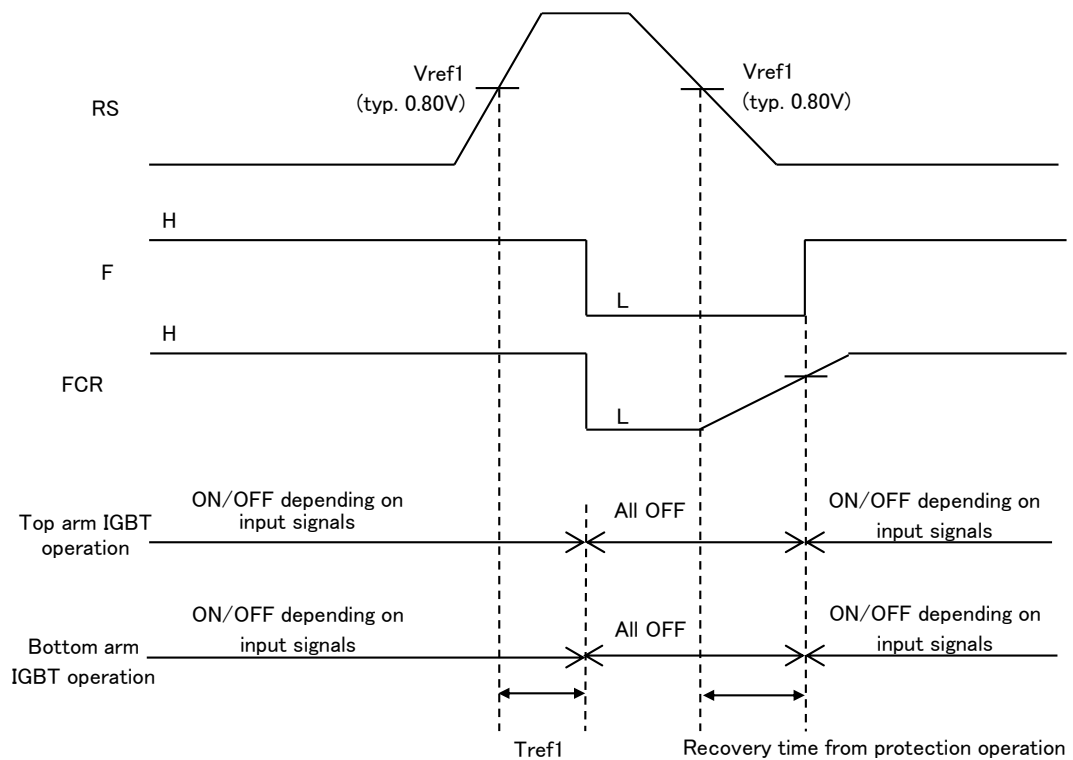 Vref1
(typ. 0.80V)
Vref1
(typ. 0.80V)
RS
H
F
L
H
FCR
L
Top arm IGBT
operation
ON/OFF depending on
input signals
All OFF
ON/OFF depending on
input signals
Bottom arm
IGBT operation
ON/OFF depending on
input signals
All OFF
ON/OFF depending on
input signals
Tref1
Recovery time from protection operation